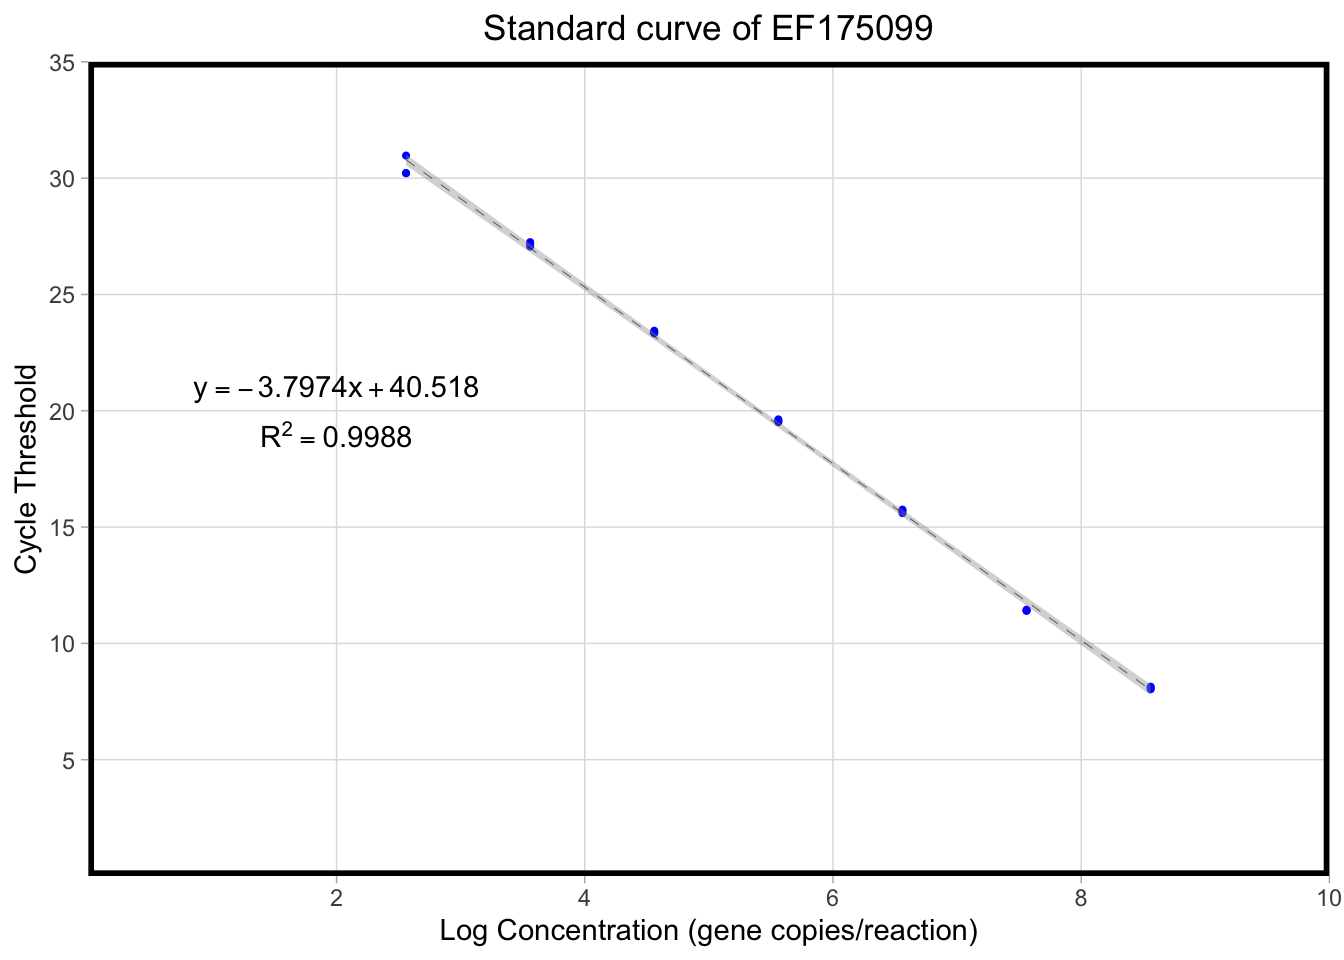 Standard curve of EF175099
35
30
25
20
15
10
5
Cycle Threshold
y = − 3.7974x + 40.518
R² = 0.9988
2 4 6 8 10
Log Concentration (gene copies/reaction)